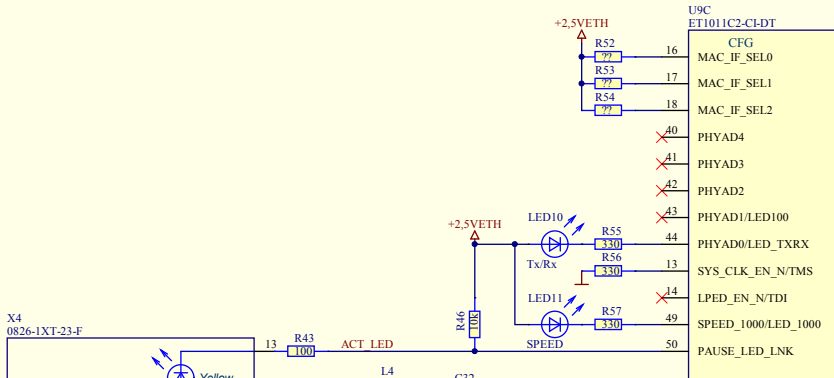 U9C
ET1011C2-CI-DT
+2,5VETH
CFG
R52
??
16
MAC_IF_SEL0
R53
??
17
MAC_IF_SEL1
R54
??
18
MAC_IF_SEL2
40
PHYAD4
41
PHYAD3
42
PHYAD2
43
PHYAD1/LED100
+2,5VETH
LED10
Tx/Rx
R55
330
44
PHYAD0/LED_TXRX
R56
330
13
SYS_CLK_EN_N/TMS
14
LPED_EN_N/TDI
LED11
SPEED
R57
330
49
SPEED_1000/LED_1000
R46
10k
X4
0826-1XT-23-F
13
R43
100
ACT_LED
50
PAUSE_LED_LNK
Yellow
L4
C32